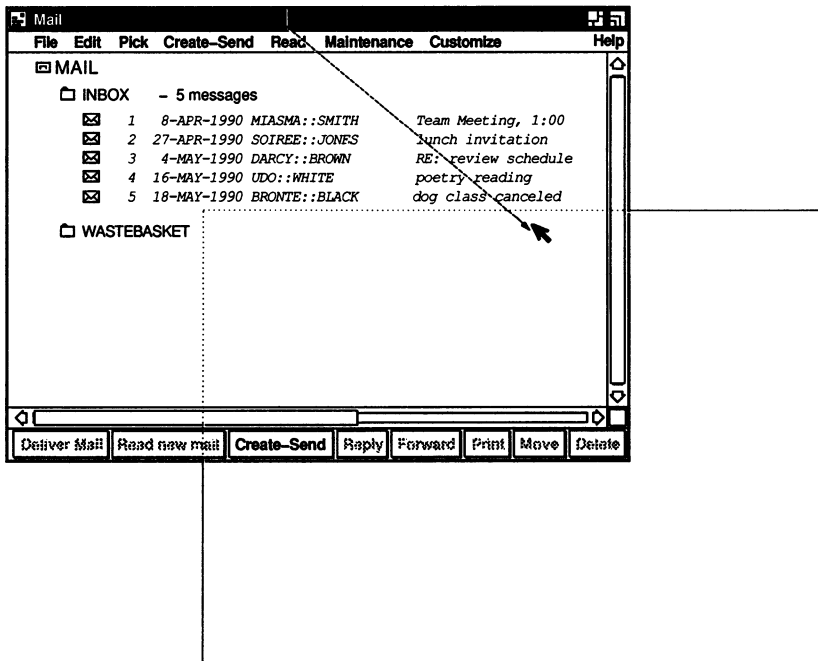 Mail
File Edit Pick Create–Send Read Maintenance Customize Help
MAIL
INBOX – 5 messages
1 8-APR-1990 MIASMA::SMITH Team Meeting, 1:00
2 27-APR-1990 SOIREE::JONES lunch invitation
3 4-MAY-1990 DARCY::BROWN RE: review schedule
4 16-MAY-1990 UDO::WHITE poetry reading
5 18-MAY-1990 BRONTE::BLACK dog class canceled
WASTEBASKET
Deliver Mail Read new mail Create–Send Reply Forward Print Move Delete